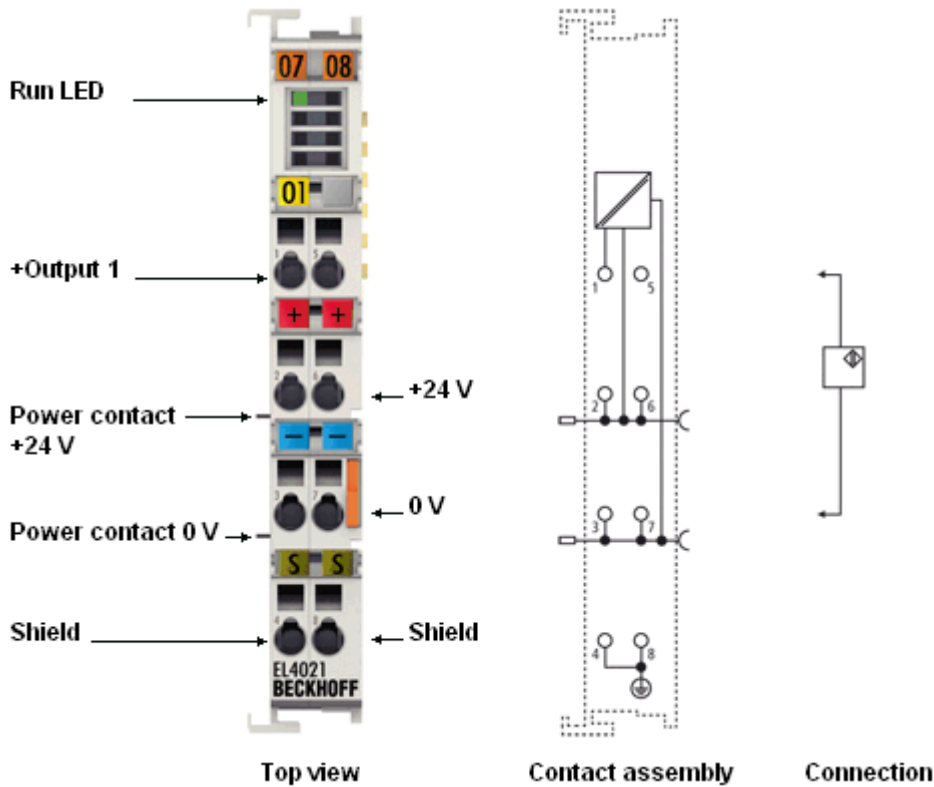 07 08
Run LED
01
+Output 1
1 5
+ +
2 6
+24 V
Power contact
+24 V
− −
3 7
0 V
Power contact 0 V
S S
Shield
4 8
Shield
EL4021
BECKHOFF
1 5
2 6
3 7
4 8
Top view
Contact assembly
Connection